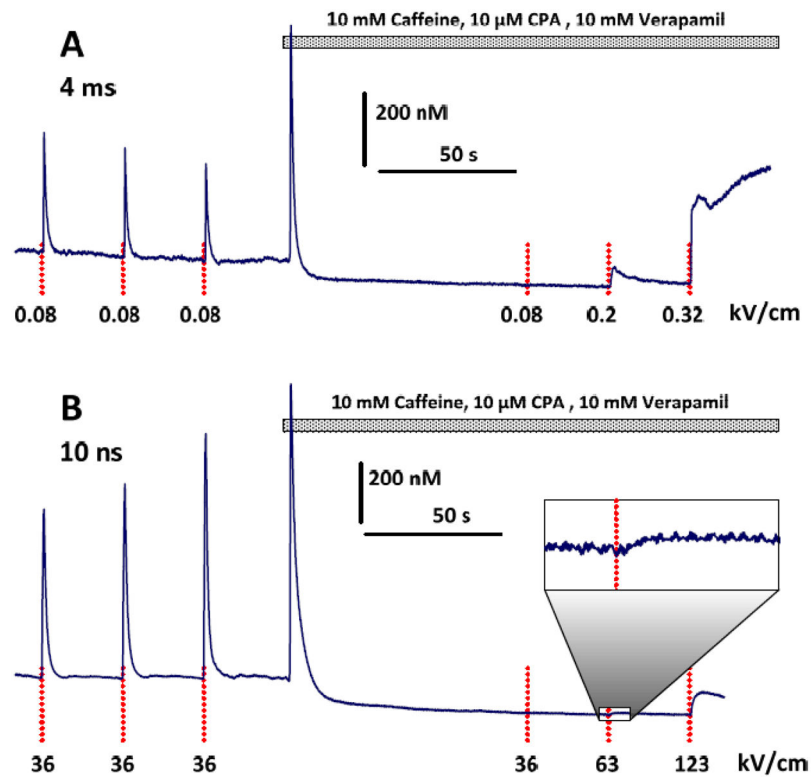 A
4 ms
10 mM Caffeine, 10 µM CPA , 10 mM Verapamil
200 nM
50 s
0.08 0.08 0.08 0.08 0.2 0.32 kV/cm
B
10 ns
10 mM Caffeine, 10 µM CPA , 10 mM Verapamil
200 nM
50 s
36 36 36 36 63 123 kV/cm